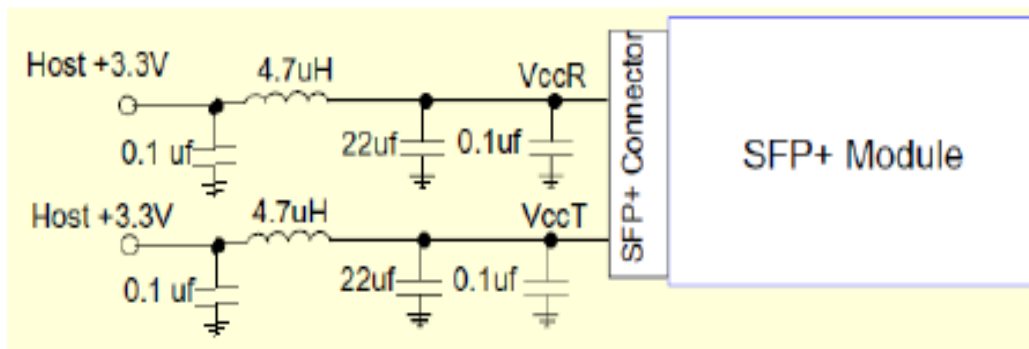 Host +3.3V
4.7uH
VccR
0.1 uf
22uf
0.1uf
Host +3.3V
4.7uH
VccT
0.1 uf
22uf
0.1uf
SFP+ Connector
SFP+ Module